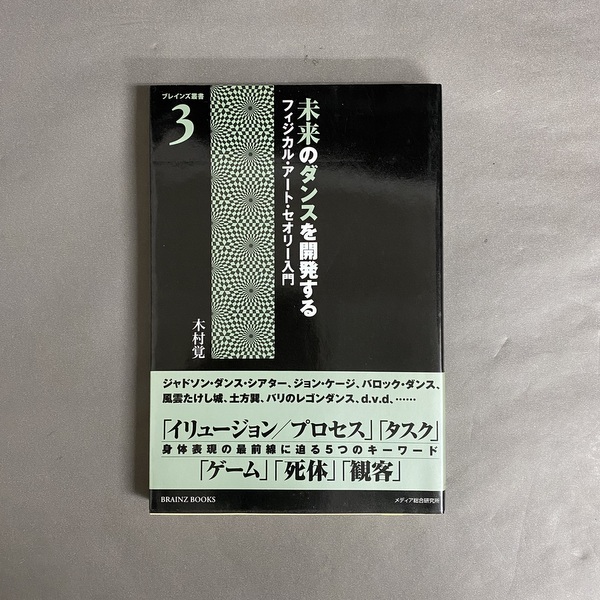 ブレインズ叢書
3
未来のダンスを開発する
フィジカル・アート・セオリー入門
木村覚
ジャドソン・ダンス・シアター、ジョン・ケージ、バロック・ダンス、
風雲たけし城、土方巽、バリのレゴンダンス、d.v.d、……
「イリュージョン／プロセス」「タスク」
身体表現の最前線に迫る5つのキーワード
「ゲーム」「死体」「観客」
BRAINZ BOOKS
メディア総合研究所